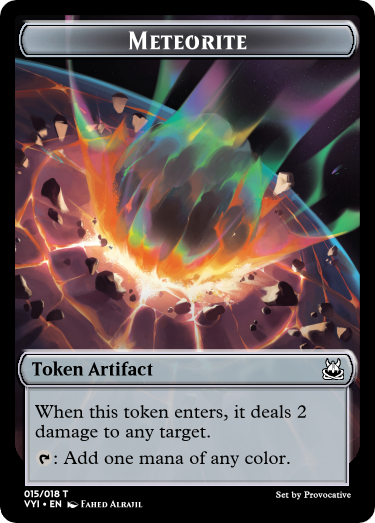 Meteorite
Token Artifact
When this token enters, it deals 2
damage to any target.
: Add one mana of any color.
015/018 T
Set by Provocative
VYI • EN Fahed Alrajil